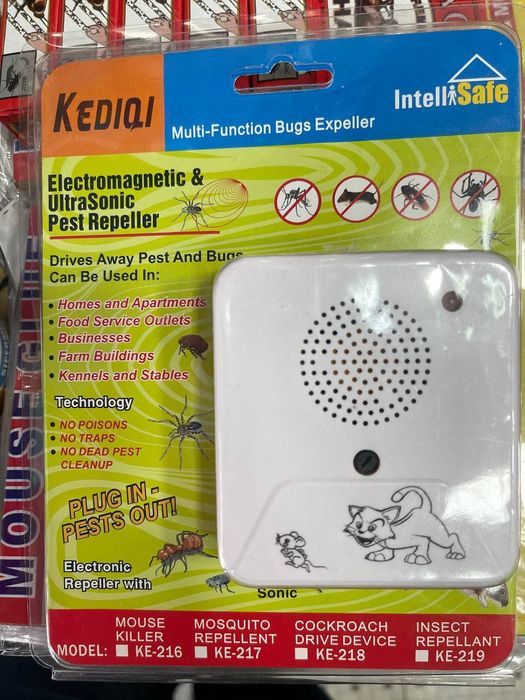 KEDIQI
Multi-Function Bugs Expeller
IntelliSafe
Electromagnetic &
UltraSonic
Pest Repeller
Drives Away Pest And Bugs
Can Be Used In:
• Homes and Apartments
• Food Service Outlets
• Businesses
• Farm Buildings
• Kennels and Stables
Technology
• NO POISONS
• NO TRAPS
• NO DEAD PEST
CLEANUP
PLUG IN -
PESTS OUT!
Electronic
Repeller with
Sonic
MODEL:
MOUSE
KILLER
KE-216
MOSQUITO
REPELLENT
KE-217
COCKROACH
DRIVE DEVICE
KE-218
INSECT
REPELLANT
KE-219
MOUSE GLUE